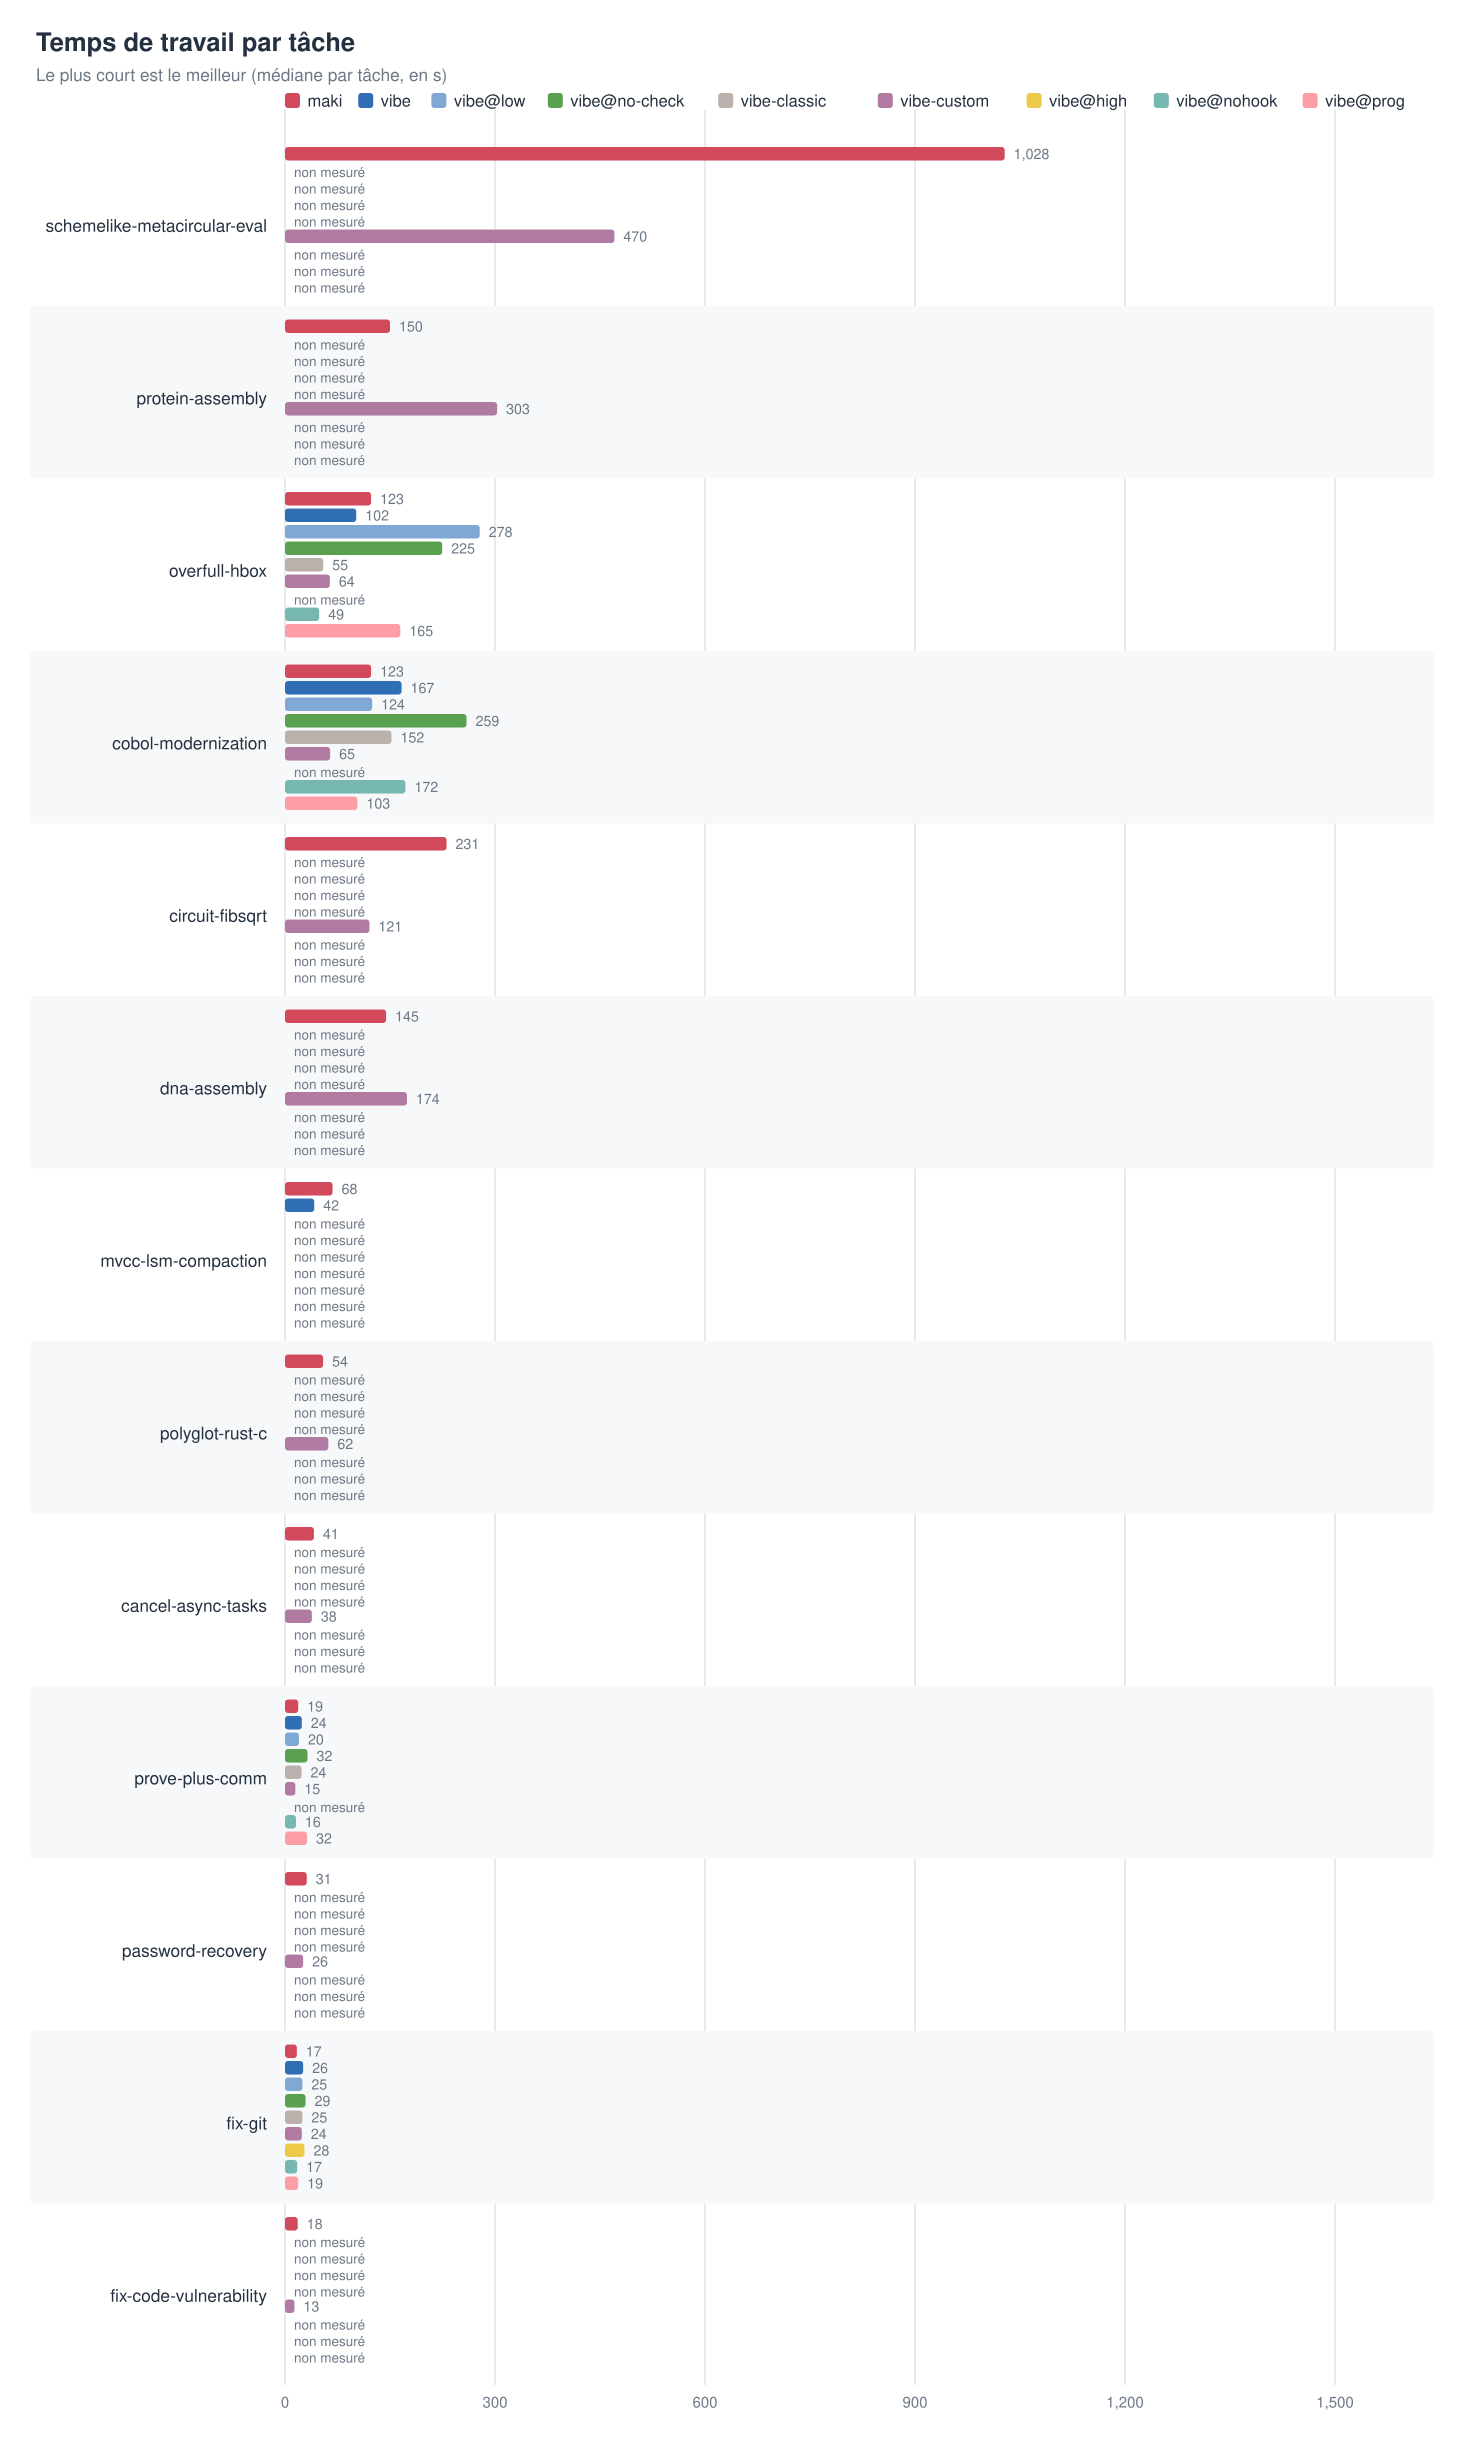 Temps de travail par tâche
Le plus court est le meilleur (médiane par tâche, en s)
maki vibe vibe@low vibe@no-check vibe-classic vibe-custom vibe@high vibe@nohook vibe@prog
schemelike-metacircular-eval
1,028
non mesuré
non mesuré
non mesuré
non mesuré
470
non mesuré
non mesuré
non mesuré
protein-assembly
150
non mesuré
non mesuré
non mesuré
non mesuré
303
non mesuré
non mesuré
non mesuré
overfull-hbox
123
102
278
225
55
64
non mesuré
49
165
cobol-modernization
123
167
124
259
152
65
non mesuré
172
103
circuit-fibsqrt
231
non mesuré
non mesuré
non mesuré
non mesuré
121
non mesuré
non mesuré
non mesuré
dna-assembly
145
non mesuré
non mesuré
non mesuré
non mesuré
174
non mesuré
non mesuré
non mesuré
mvcc-lsm-compaction
68
42
non mesuré
non mesuré
non mesuré
non mesuré
non mesuré
non mesuré
non mesuré
polyglot-rust-c
54
non mesuré
non mesuré
non mesuré
non mesuré
62
non mesuré
non mesuré
non mesuré
cancel-async-tasks
41
non mesuré
non mesuré
non mesuré
non mesuré
38
non mesuré
non mesuré
non mesuré
prove-plus-comm
19
24
20
32
24
15
non mesuré
16
32
password-recovery
31
non mesuré
non mesuré
non mesuré
non mesuré
26
non mesuré
non mesuré
non mesuré
fix-git
17
26
25
29
25
24
28
17
19
fix-code-vulnerability
18
non mesuré
non mesuré
non mesuré
non mesuré
13
non mesuré
non mesuré
non mesuré
0 300 600 900 1,200 1,500